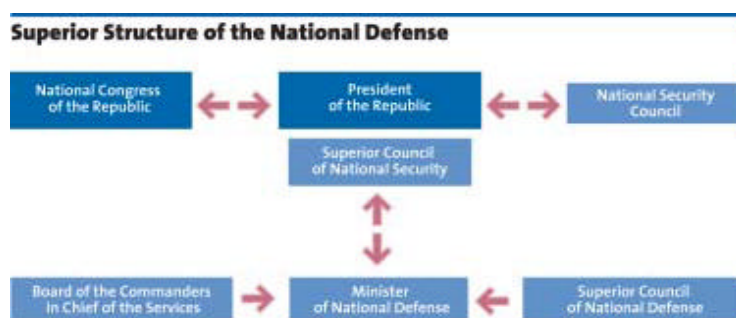 Superior Structure of the National Defense
National Congress
of the Republic
President
of the Republic
National Security
Council
Superior Council
of National Security
Board of the Commanders
in Chief of the Services
Minister
of National Defense
Superior Council
of National Defense